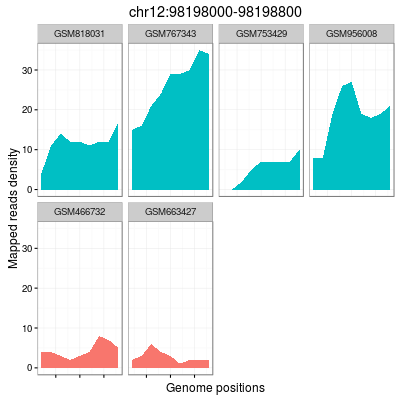 chr12:98198000-98198800
GSM818031 GSM767343 GSM753429 GSM956008
30
20
10
0
GSM466732 GSM663427
30
20
10
0
Mapped reads density
Genome positions